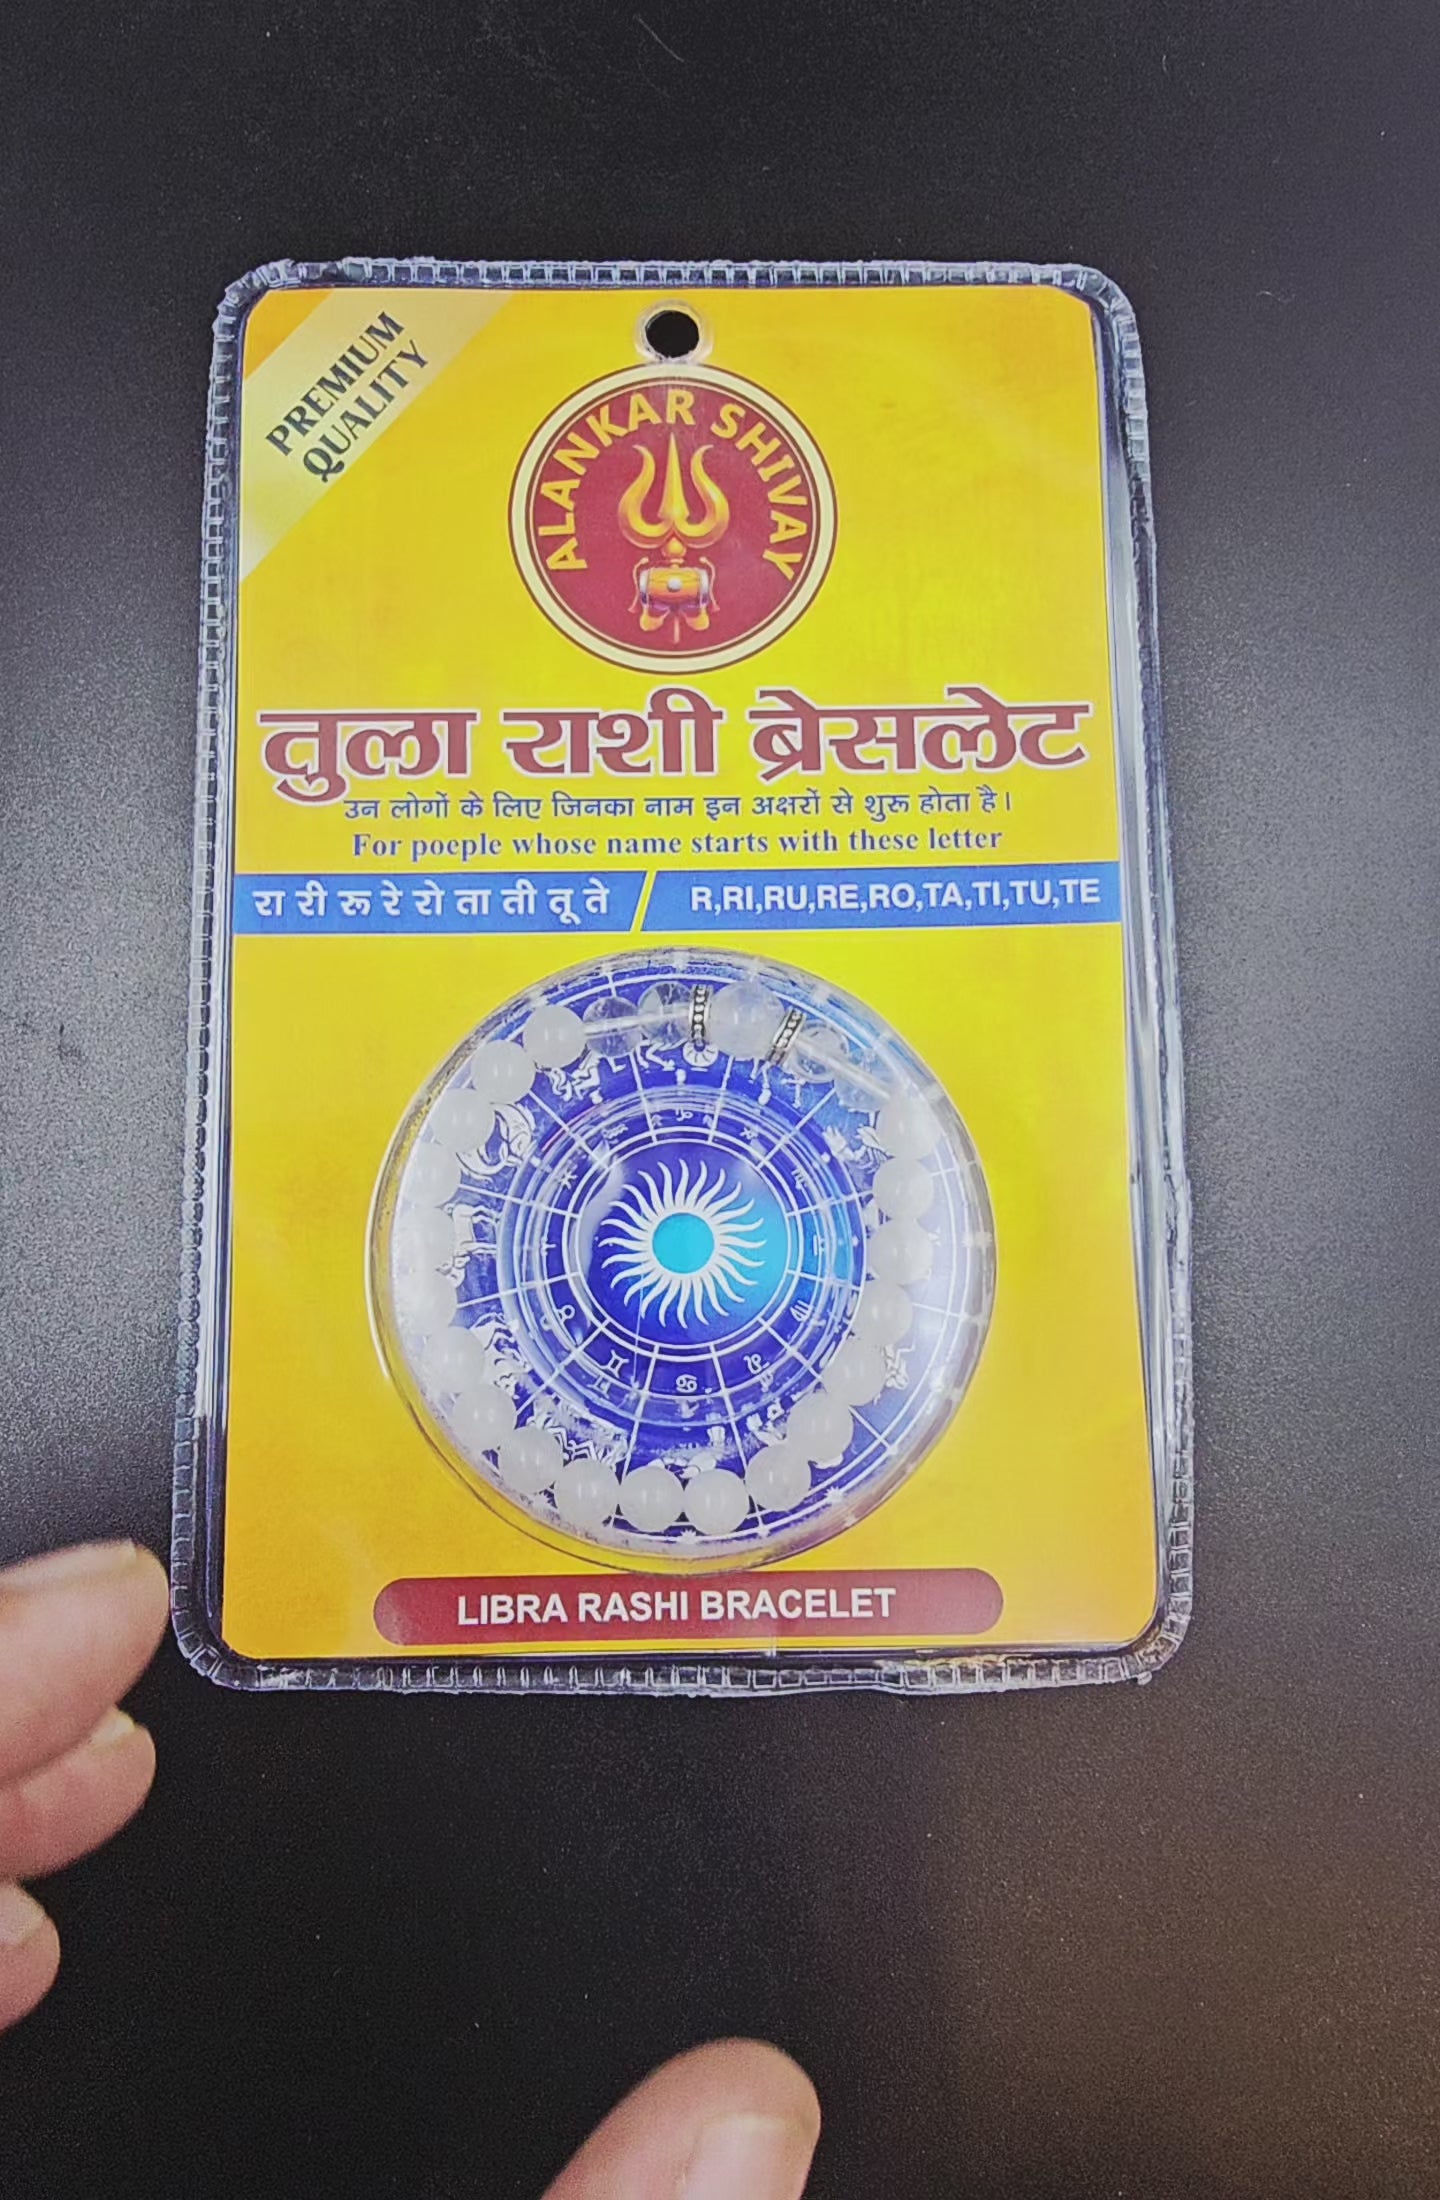 PREMIUM
QUALITY
ALANKAR SHIVAY
तुला राशी ब्रेसलेट
उन लोगों के लिए जिनका नाम इन अक्षरों से शुरू होता है।
For poeple whose name starts with these letter
रा री रू रे रो ता ती तू ते / R,RI,RU,RE,RO,TA,TI,TU,TE
LIBRA RASHI BRACELET